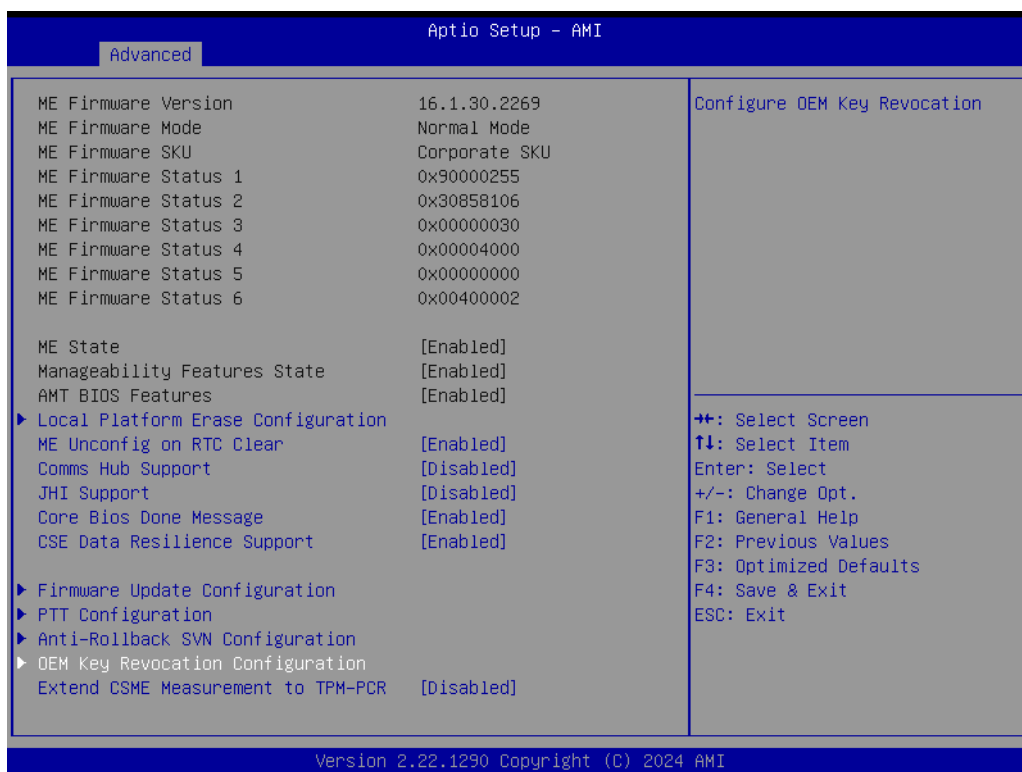 Aptio Setup – AMI
Advanced
ME Firmware Version 16.1.30.2269
ME Firmware Mode Normal Mode
ME Firmware SKU Corporate SKU
ME Firmware Status 1 0x90000255
ME Firmware Status 2 0x30858106
ME Firmware Status 3 0x00000030
ME Firmware Status 4 0x00004000
ME Firmware Status 5 0x00000000
ME Firmware Status 6 0x00400002
ME State [Enabled]
Manageability Features State [Enabled]
AMT BIOS Features [Enabled]
Local Platform Erase Configuration
ME Unconfig on RTC Clear [Enabled]
Comms Hub Support [Disabled]
JHI Support [Disabled]
Core Bios Done Message [Enabled]
CSE Data Resilience Support [Enabled]
Firmware Update Configuration
PTT Configuration
Anti-Rollback SVN Configuration
OEM Key Revocation Configuration
Extend CSME Measurement to TPM-PCR [Disabled]
Configure OEM Key Revocation
→←: Select Screen
↑↓: Select Item
Enter: Select
+/-: Change Opt.
F1: General Help
F2: Previous Values
F3: Optimized Defaults
F4: Save & Exit
ESC: Exit
Version 2.22.1290 Copyright (C) 2024 AMI